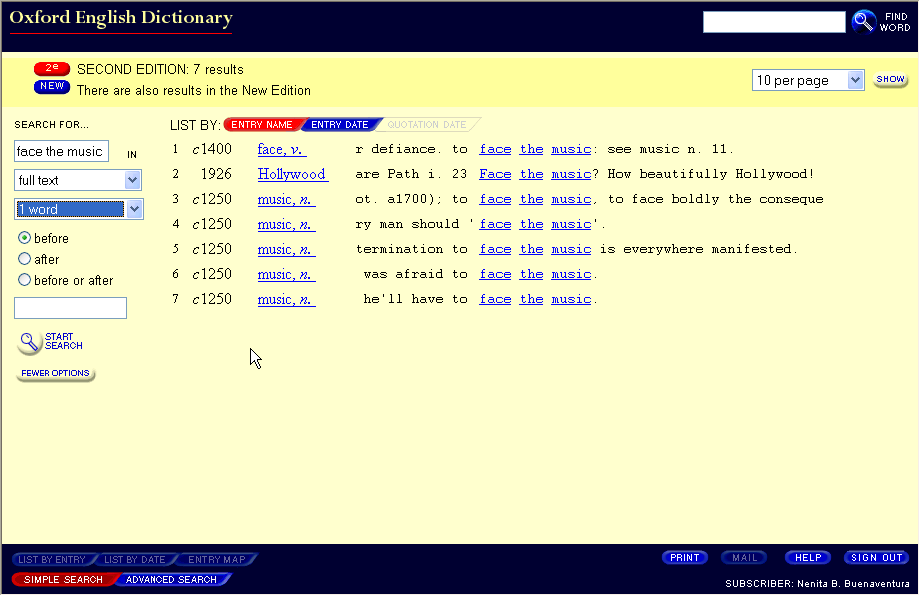 Oxford English Dictionary
FIND WORD
2e SECOND EDITION: 7 results
NEW There are also results in the New Edition
10 per page SHOW
SEARCH FOR...
face the music IN
full text
1 word
before
after
before or after
START SEARCH
FEWER OPTIONS
LIST BY: ENTRY NAME ENTRY DATE QUOTATION DATE
1 c1400 face, v. r defiance. to face the music: see music n. 11.
2 1926 Hollywood are Path i. 23 Face the music? How beautifully Hollywood!
3 c1250 music, n. ot. a1700); to face the music, to face boldly the conseque
4 c1250 music, n. ry man should 'face the music'.
5 c1250 music, n. termination to face the music is everywhere manifested.
6 c1250 music, n. was afraid to face the music.
7 c1250 music, n. he'll have to face the music.
LIST BY ENTRY LIST BY DATE ENTRY MAP PRINT MAIL HELP SIGN OUT
SIMPLE SEARCH ADVANCED SEARCH SUBSCRIBER: Nenita B. Buenaventura